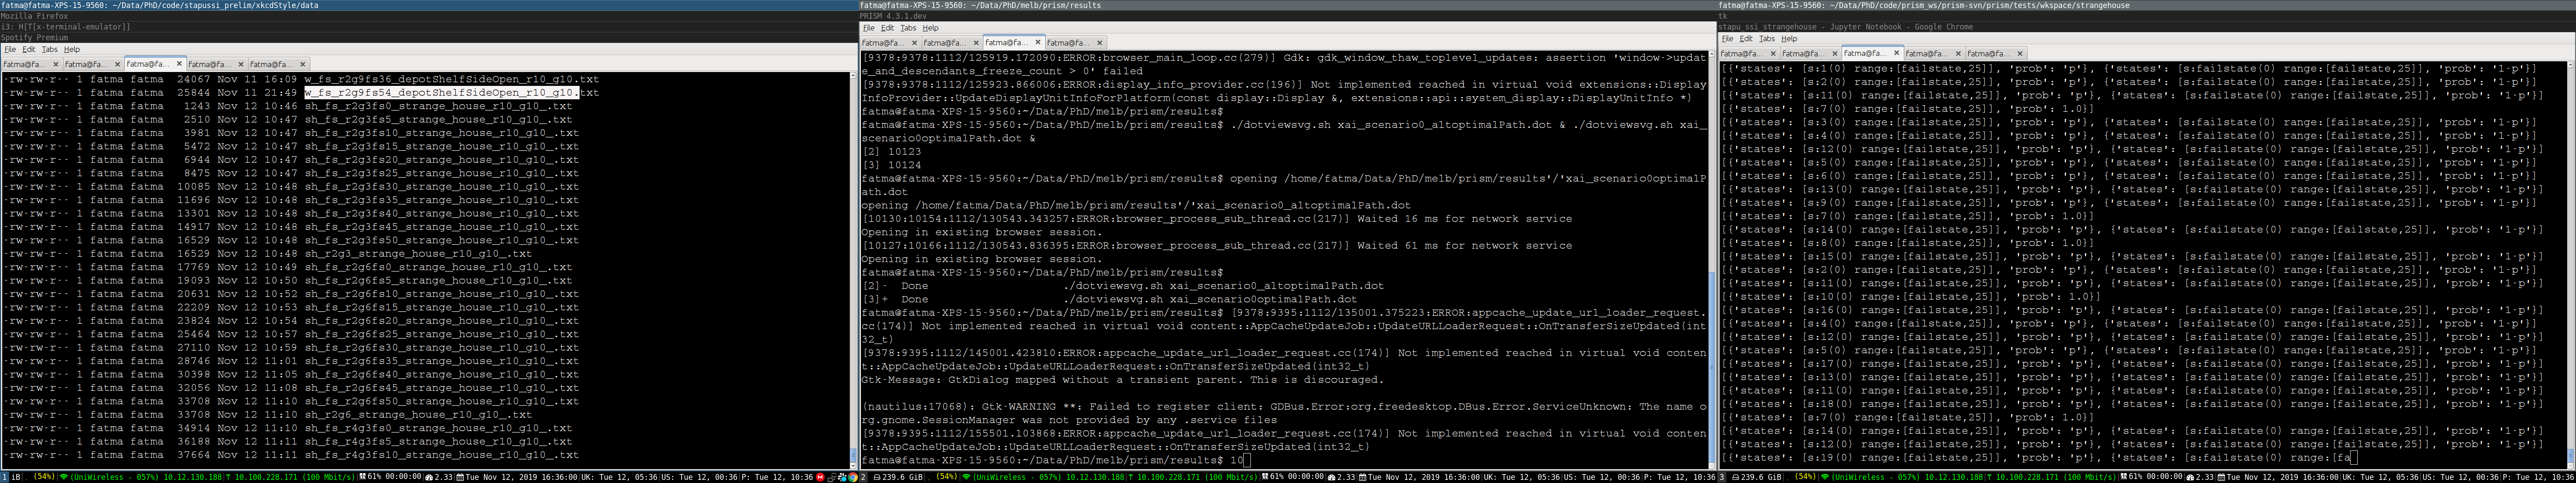 fatma@fatma-XPS-15-9560: ~/Data/PhD/code/stapussi_prelim/xkcdStyle/data
Mozilla Firefox
i3: H[T[x-terminal-emulator]]
Spotify Premium
File Edit Tabs Help
fatma@fa... fatma@fa... fatma@fa... fatma@fa... fatma@fa...
-rw-rw-r-- 1 fatma fatma 24067 Nov 11 16:09 w_fs_r2g9fs36_depotShelfSideOpen_r10_g10.txt
-rw-rw-r-- 1 fatma fatma 25844 Nov 11 21:49 w_fs_r2g9fs54_depotShelfSideOpen_r10_g10.txt
-rw-rw-r-- 1 fatma fatma 1243 Nov 12 10:46 sh_fs_r2g3fs0_strange_house_r10_g10_.txt
-rw-rw-r-- 1 fatma fatma 2510 Nov 12 10:47 sh_fs_r2g3fs5_strange_house_r10_g10_.txt
-rw-rw-r-- 1 fatma fatma 3981 Nov 12 10:47 sh_fs_r2g3fs10_strange_house_r10_g10_.txt
-rw-rw-r-- 1 fatma fatma 5472 Nov 12 10:47 sh_fs_r2g3fs15_strange_house_r10_g10_.txt
-rw-rw-r-- 1 fatma fatma 6944 Nov 12 10:47 sh_fs_r2g3fs20_strange_house_r10_g10_.txt
-rw-rw-r-- 1 fatma fatma 8475 Nov 12 10:47 sh_fs_r2g3fs25_strange_house_r10_g10_.txt
-rw-rw-r-- 1 fatma fatma 10085 Nov 12 10:48 sh_fs_r2g3fs30_strange_house_r10_g10_.txt
-rw-rw-r-- 1 fatma fatma 11696 Nov 12 10:48 sh_fs_r2g3fs35_strange_house_r10_g10_.txt
-rw-rw-r-- 1 fatma fatma 13301 Nov 12 10:48 sh_fs_r2g3fs40_strange_house_r10_g10_.txt
-rw-rw-r-- 1 fatma fatma 14917 Nov 12 10:48 sh_fs_r2g3fs45_strange_house_r10_g10_.txt
-rw-rw-r-- 1 fatma fatma 16529 Nov 12 10:48 sh_fs_r2g3fs50_strange_house_r10_g10_.txt
-rw-rw-r-- 1 fatma fatma 16529 Nov 12 10:48 sh_r2g3_strange_house_r10_g10_.txt
-rw-rw-r-- 1 fatma fatma 17769 Nov 12 10:49 sh_fs_r2g6fs0_strange_house_r10_g10_.txt
-rw-rw-r-- 1 fatma fatma 19093 Nov 12 10:50 sh_fs_r2g6fs5_strange_house_r10_g10_.txt
-rw-rw-r-- 1 fatma fatma 20631 Nov 12 10:52 sh_fs_r2g6fs10_strange_house_r10_g10_.txt
-rw-rw-r-- 1 fatma fatma 22209 Nov 12 10:53 sh_fs_r2g6fs15_strange_house_r10_g10_.txt
-rw-rw-r-- 1 fatma fatma 23824 Nov 12 10:54 sh_fs_r2g6fs20_strange_house_r10_g10_.txt
-rw-rw-r-- 1 fatma fatma 25464 Nov 12 10:57 sh_fs_r2g6fs25_strange_house_r10_g10_.txt
-rw-rw-r-- 1 fatma fatma 27110 Nov 12 10:59 sh_fs_r2g6fs30_strange_house_r10_g10_.txt
-rw-rw-r-- 1 fatma fatma 28746 Nov 12 11:01 sh_fs_r2g6fs35_strange_house_r10_g10_.txt
-rw-rw-r-- 1 fatma fatma 30398 Nov 12 11:05 sh_fs_r2g6fs40_strange_house_r10_g10_.txt
-rw-rw-r-- 1 fatma fatma 32056 Nov 12 11:08 sh_fs_r2g6fs45_strange_house_r10_g10_.txt
-rw-rw-r-- 1 fatma fatma 33708 Nov 12 11:10 sh_fs_r2g6fs50_strange_house_r10_g10_.txt
-rw-rw-r-- 1 fatma fatma 33708 Nov 12 11:10 sh_r2g6_strange_house_r10_g10_.txt
-rw-rw-r-- 1 fatma fatma 34914 Nov 12 11:10 sh_fs_r4g3fs0_strange_house_r10_g10_.txt
-rw-rw-r-- 1 fatma fatma 36188 Nov 12 11:11 sh_fs_r4g3fs5_strange_house_r10_g10_.txt
-rw-rw-r-- 1 fatma fatma 37664 Nov 12 11:11 sh_fs_r4g3fs10_strange_house_r10_g10_.txt
1 iB| (54%)| (UniWireless - 057%) 10.12.130.188| 10.100.228.171 (100 Mbit/s)| 61% 00:00:00| 2.33| Tue Nov 12, 2019 16:36:00|UK: Tue 12, 05:36|US: Tue 12, 00:36|P: Tue 12, 10:36
fatma@fatma-XPS-15-9560: ~/Data/PhD/melb/prism/results
PRISM 4.3.1.dev
File Edit Tabs Help
fatma@fa... fatma@fa... fatma@fa... fatma@fa...
[9378:9378:1112/125919.172090:ERROR:browser_main_loop.cc(279)] Gdk: gdk_window_thaw_toplevel_updates: assertion 'window->updat
e_and_descendants_freeze_count > 0' failed
[9378:9378:1112/125923.866006:ERROR:display_info_provider.cc(196)] Not implemented reached in virtual void extensions::Display
InfoProvider::UpdateDisplayUnitInfoForPlatform(const display::Display &, extensions::api::system_display::DisplayUnitInfo *)
fatma@fatma-XPS-15-9560:~/Data/PhD/melb/prism/results$
fatma@fatma-XPS-15-9560:~/Data/PhD/melb/prism/results$ ./dotviewsvg.sh xai_scenario0_altoptimalPath.dot & ./dotviewsvg.sh xai_
scenario0optimalPath.dot &
[2] 10123
[3] 10124
fatma@fatma-XPS-15-9560:~/Data/PhD/melb/prism/results$ opening /home/fatma/Data/PhD/melb/prism/results'/'xai_scenario0optimalP
ath.dot
opening /home/fatma/Data/PhD/melb/prism/results'/'xai_scenario0_altoptimalPath.dot
[10130:10154:1112/130543.343257:ERROR:browser_process_sub_thread.cc(217)] Waited 16 ms for network service
Opening in existing browser session.
[10127:10166:1112/130543.836395:ERROR:browser_process_sub_thread.cc(217)] Waited 61 ms for network service
Opening in existing browser session.
fatma@fatma-XPS-15-9560:~/Data/PhD/melb/prism/results$
[2]- Done ./dotviewsvg.sh xai_scenario0_altoptimalPath.dot
[3]+ Done ./dotviewsvg.sh xai_scenario0optimalPath.dot
fatma@fatma-XPS-15-9560:~/Data/PhD/melb/prism/results$ [9378:9395:1112/135001.375223:ERROR:appcache_update_url_loader_request.
cc(174)] Not implemented reached in virtual void content::AppCacheUpdateJob::UpdateURLLoaderRequest::OnTransferSizeUpdated(int
32_t)
[9378:9395:1112/145001.423810:ERROR:appcache_update_url_loader_request.cc(174)] Not implemented reached in virtual void conten
t::AppCacheUpdateJob::UpdateURLLoaderRequest::OnTransferSizeUpdated(int32_t)
Gtk-Message: GtkDialog mapped without a transient parent. This is discouraged.
(nautilus:17068): Gtk-WARNING **: Failed to register client: GDBus.Error:org.freedesktop.DBus.Error.ServiceUnknown: The name o
rg.gnome.SessionManager was not provided by any .service files
[9378:9395:1112/155501.103868:ERROR:appcache_update_url_loader_request.cc(174)] Not implemented reached in virtual void conten
t::AppCacheUpdateJob::UpdateURLLoaderRequest::OnTransferSizeUpdated(int32_t)
fatma@fatma-XPS-15-9560:~/Data/PhD/melb/prism/results$ 10
2 239.6 GiB| (54%)| (UniWireless - 057%) 10.12.130.188| 10.100.228.171 (100 Mbit/s)| 61% 00:00:00| 2.33| Tue Nov 12, 2019 16:36:00|UK: Tue 12, 05:36|US: Tue 12, 00:36|P: Tue 12, 10:36
fatma@fatma-XPS-15-9560: ~/Data/PhD/code/prism_ws/prism-svn/prism/tests/wkspace/strangehouse
tk
stapu_ssi_strangehouse - Jupyter Notebook - Google Chrome
File Edit Tabs Help
fatma@fa... fatma@fa... fatma@fa... fatma@fa... fatma@fa...
[{'states': [s:1(0) range:[failstate,25]], 'prob': 'p'}, {'states': [s:failstate(0) range:[failstate,25]], 'prob': '1-p'}]
[{'states': [s:2(0) range:[failstate,25]], 'prob': 'p'}, {'states': [s:failstate(0) range:[failstate,25]], 'prob': '1-p'}]
[{'states': [s:11(0) range:[failstate,25]], 'prob': 'p'}, {'states': [s:failstate(0) range:[failstate,25]], 'prob': '1-p'}]
[{'states': [s:7(0) range:[failstate,25]], 'prob': 1.0}]
[{'states': [s:3(0) range:[failstate,25]], 'prob': 'p'}, {'states': [s:failstate(0) range:[failstate,25]], 'prob': '1-p'}]
[{'states': [s:4(0) range:[failstate,25]], 'prob': 'p'}, {'states': [s:failstate(0) range:[failstate,25]], 'prob': '1-p'}]
[{'states': [s:12(0) range:[failstate,25]], 'prob': 'p'}, {'states': [s:failstate(0) range:[failstate,25]], 'prob': '1-p'}]
[{'states': [s:5(0) range:[failstate,25]], 'prob': 'p'}, {'states': [s:failstate(0) range:[failstate,25]], 'prob': '1-p'}]
[{'states': [s:6(0) range:[failstate,25]], 'prob': 'p'}, {'states': [s:failstate(0) range:[failstate,25]], 'prob': '1-p'}]
[{'states': [s:13(0) range:[failstate,25]], 'prob': 'p'}, {'states': [s:failstate(0) range:[failstate,25]], 'prob': '1-p'}]
[{'states': [s:9(0) range:[failstate,25]], 'prob': 'p'}, {'states': [s:failstate(0) range:[failstate,25]], 'prob': '1-p'}]
[{'states': [s:7(0) range:[failstate,25]], 'prob': 1.0}]
[{'states': [s:14(0) range:[failstate,25]], 'prob': 'p'}, {'states': [s:failstate(0) range:[failstate,25]], 'prob': '1-p'}]
[{'states': [s:8(0) range:[failstate,25]], 'prob': 1.0}]
[{'states': [s:15(0) range:[failstate,25]], 'prob': 'p'}, {'states': [s:failstate(0) range:[failstate,25]], 'prob': '1-p'}]
[{'states': [s:2(0) range:[failstate,25]], 'prob': 'p'}, {'states': [s:failstate(0) range:[failstate,25]], 'prob': '1-p'}]
[{'states': [s:11(0) range:[failstate,25]], 'prob': 'p'}, {'states': [s:failstate(0) range:[failstate,25]], 'prob': '1-p'}]
[{'states': [s:10(0) range:[failstate,25]], 'prob': 1.0}]
[{'states': [s:16(0) range:[failstate,25]], 'prob': 'p'}, {'states': [s:failstate(0) range:[failstate,25]], 'prob': '1-p'}]
[{'states': [s:4(0) range:[failstate,25]], 'prob': 'p'}, {'states': [s:failstate(0) range:[failstate,25]], 'prob': '1-p'}]
[{'states': [s:12(0) range:[failstate,25]], 'prob': 'p'}, {'states': [s:failstate(0) range:[failstate,25]], 'prob': '1-p'}]
[{'states': [s:5(0) range:[failstate,25]], 'prob': 'p'}, {'states': [s:failstate(0) range:[failstate,25]], 'prob': '1-p'}]
[{'states': [s:17(0) range:[failstate,25]], 'prob': 'p'}, {'states': [s:failstate(0) range:[failstate,25]], 'prob': '1-p'}]
[{'states': [s:13(0) range:[failstate,25]], 'prob': 'p'}, {'states': [s:failstate(0) range:[failstate,25]], 'prob': '1-p'}]
[{'states': [s:11(0) range:[failstate,25]], 'prob': 'p'}, {'states': [s:failstate(0) range:[failstate,25]], 'prob': '1-p'}]
[{'states': [s:18(0) range:[failstate,25]], 'prob': 'p'}, {'states': [s:failstate(0) range:[failstate,25]], 'prob': '1-p'}]
[{'states': [s:7(0) range:[failstate,25]], 'prob': 1.0}]
[{'states': [s:14(0) range:[failstate,25]], 'prob': 'p'}, {'states': [s:failstate(0) range:[failstate,25]], 'prob': '1-p'}]
[{'states': [s:12(0) range:[failstate,25]], 'prob': 'p'}, {'states': [s:failstate(0) range:[failstate,25]], 'prob': '1-p'}]
[{'states': [s:19(0) range:[failstate,25]], 'prob': 'p'}, {'states': [s:failstate(0) range:[fa
3 239.6 GiB| (54%)| (UniWireless - 057%) 10.12.130.188| 10.100.228.171 (100 Mbit/s)| 61% 00:00:00| 2.33| Tue Nov 12, 2019 16:36:00|UK: Tue 12, 05:36|US: Tue 12, 00:36|P: Tue 12, 10:36